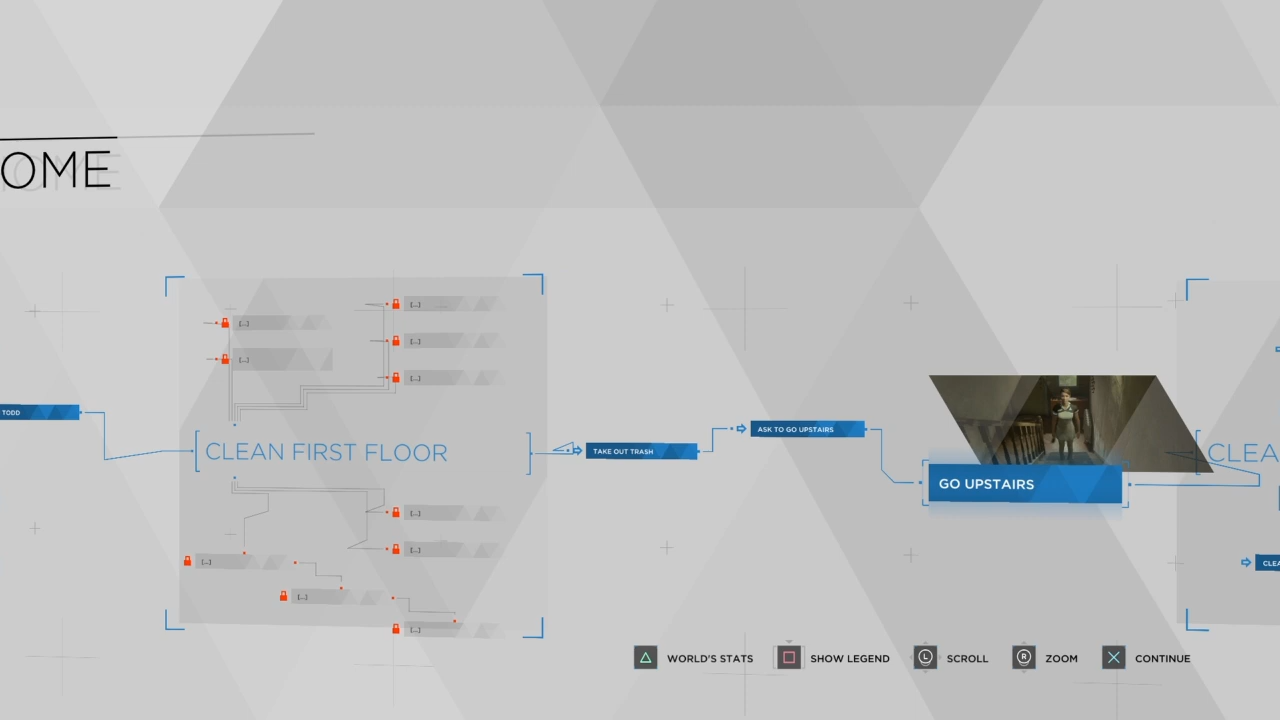 OME
[...]
[...]
[...]
[...]
[...]
TODD
CLEAN FIRST FLOOR
TAKE OUT TRASH
ASK TO GO UPSTAIRS
GO UPSTAIRS
CLEA
[...]
[...]
[...]
[...]
[...]
CLEA
WORLD'S STATS
SHOW LEGEND
L
SCROLL
R
ZOOM
CONTINUE